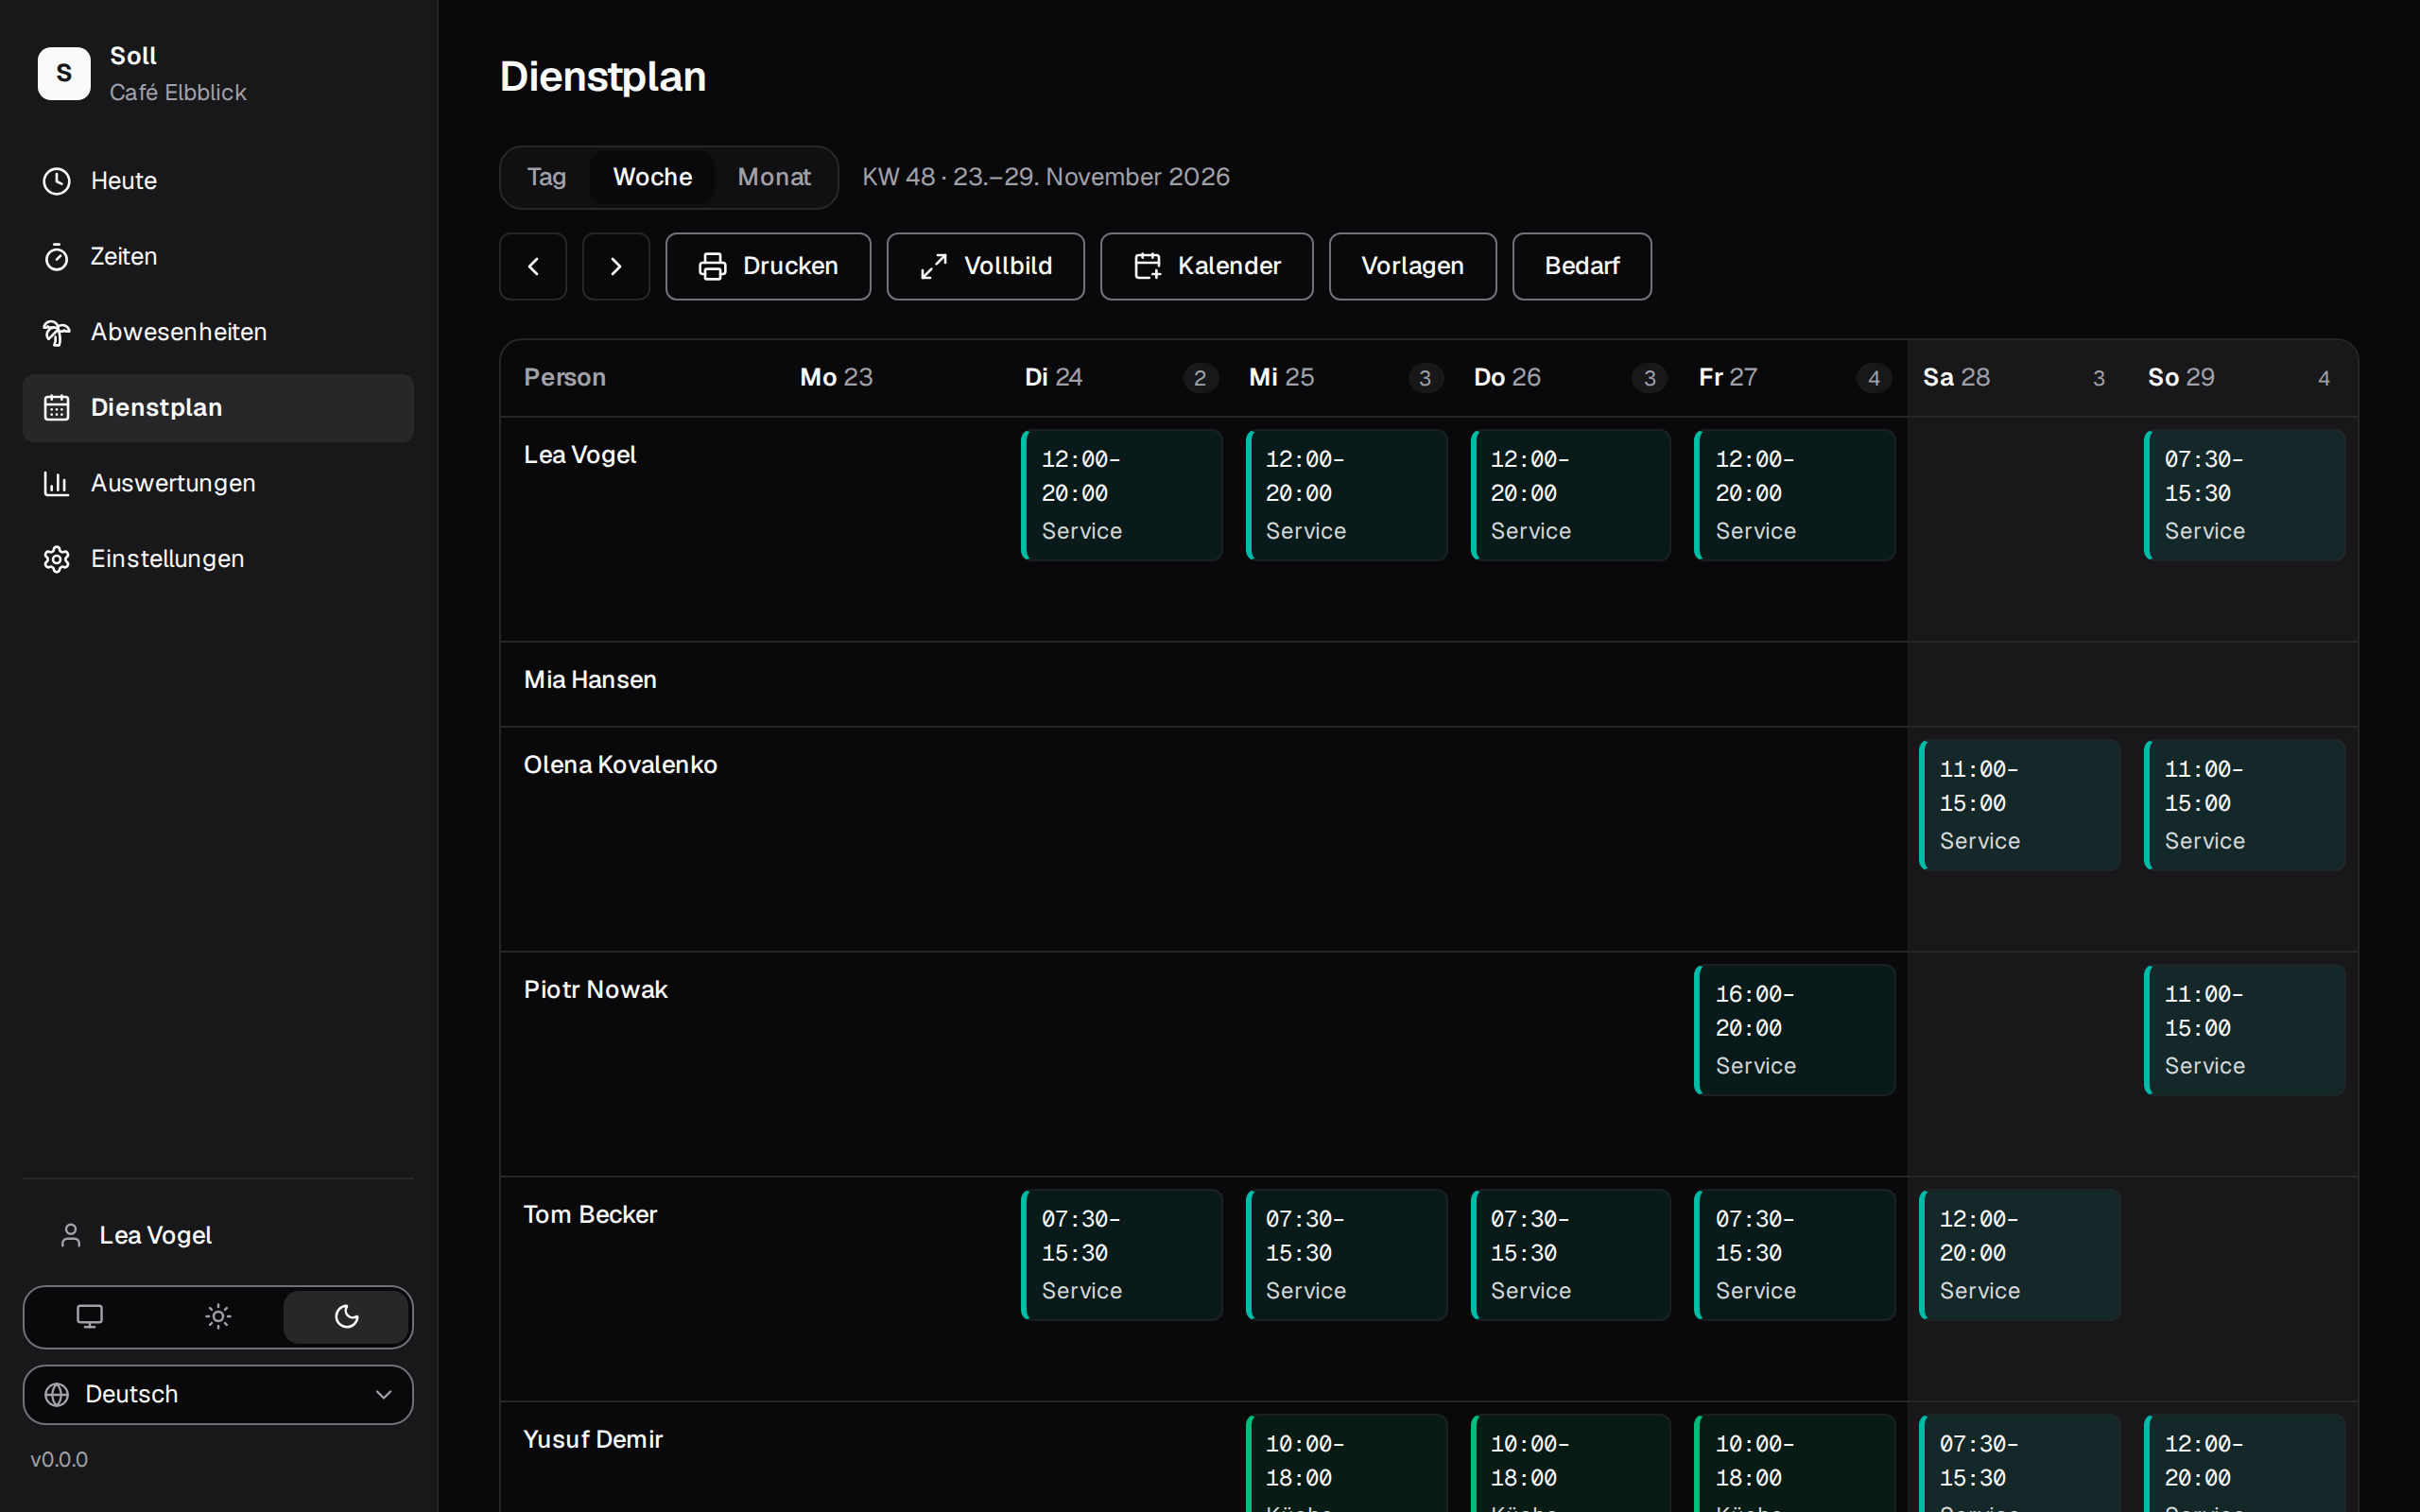 S
Soll
Café Elbblick
Heute
Zeiten
Abwesenheiten
Dienstplan
Auswertungen
Einstellungen
Lea Vogel
Deutsch
v0.0.0
Dienstplan
Tag Woche Monat KW 48 · 23.–29. November 2026
Drucken Vollbild Kalender Vorlagen Bedarf
Person Mo 23 Di 24 2 Mi 25 3 Do 26 3 Fr 27 4 Sa 28 3 So 29 4
Lea Vogel
12:00– 12:00– 12:00– 12:00– 07:30–
20:00 20:00 20:00 20:00 15:30
Service Service Service Service Service
Mia Hansen
Olena Kovalenko
11:00– 11:00–
15:00 15:00
Service Service
Piotr Nowak
16:00– 11:00–
20:00 15:00
Service Service
Tom Becker
07:30– 07:30– 07:30– 07:30– 12:00–
15:30 15:30 15:30 15:30 20:00
Service Service Service Service Service
Yusuf Demir
10:00– 10:00– 10:00– 07:30– 12:00–
18:00 18:00 18:00 15:30 20:00